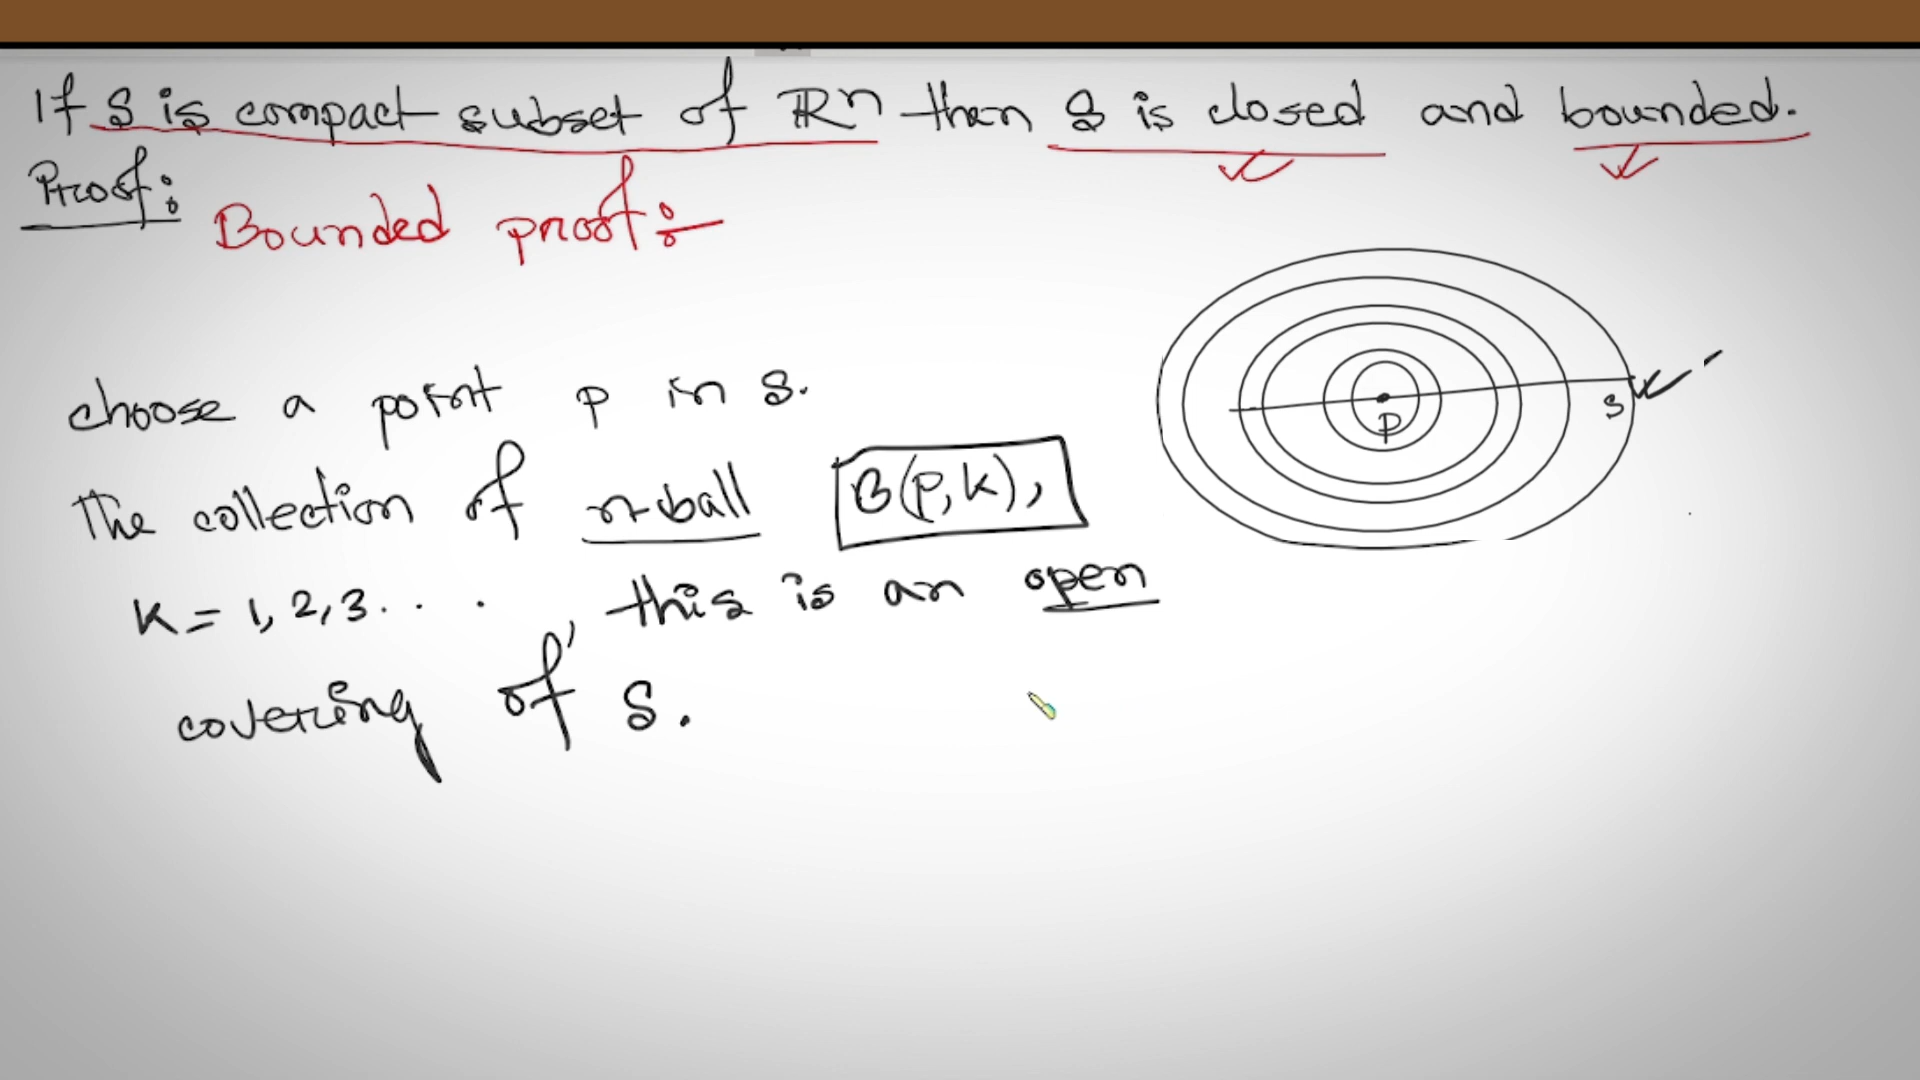 If S is compact subset of Rⁿ then S is closed and bounded.
Proof:
Bounded proof:-
choose a point p in S.
The collection of n-ball B(p,k),
k = 1, 2, 3 . . . , this is an open
covering of S.
P
S